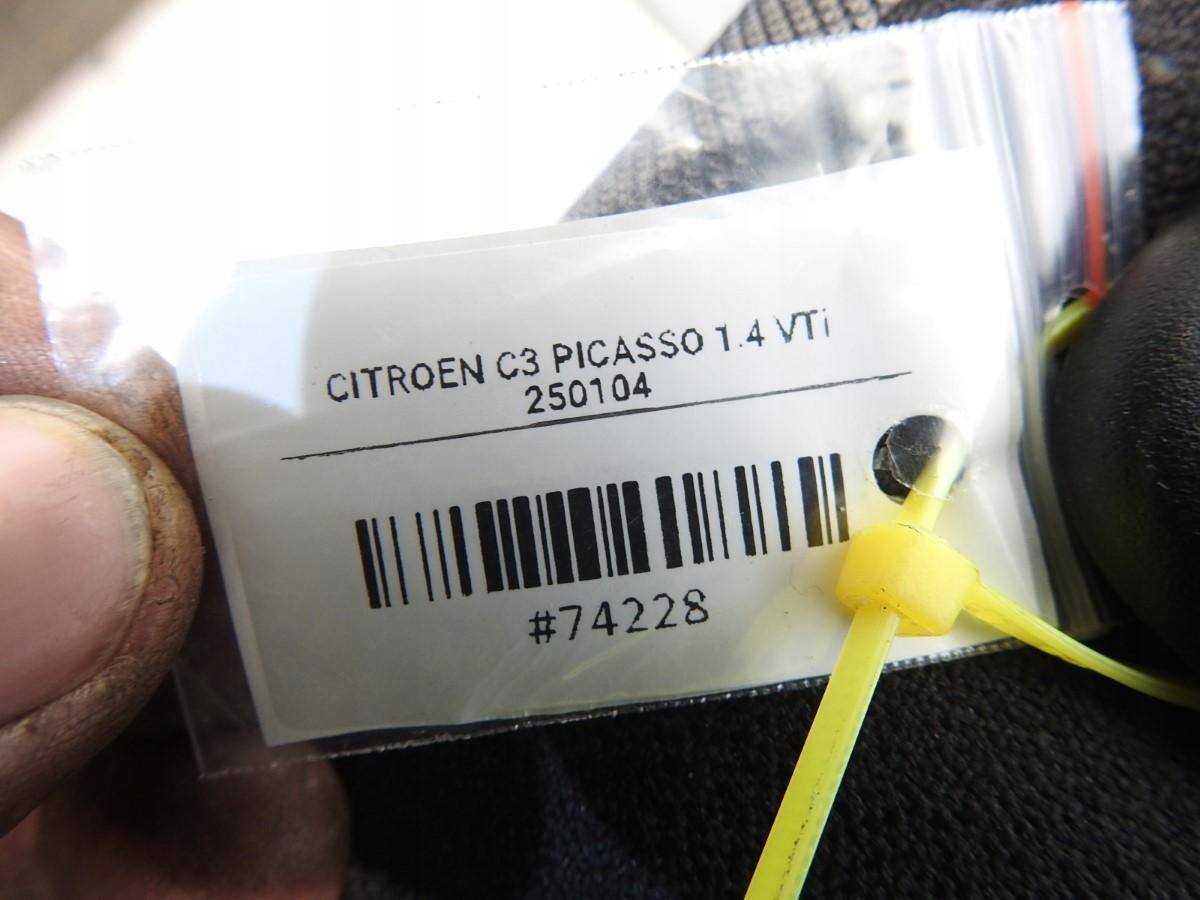 CITROEN C3 PICASSO 1.4 VTi
250104
#74228